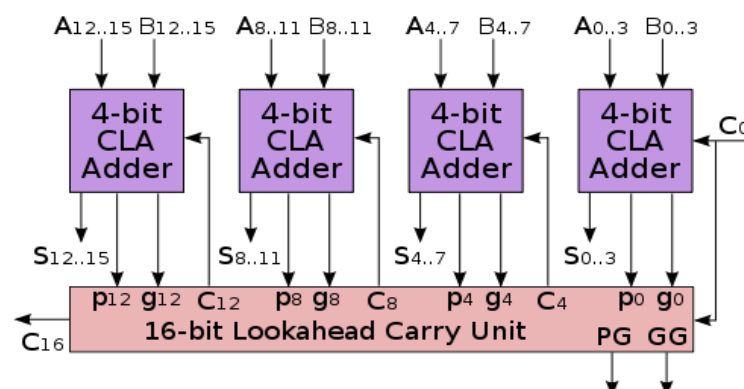 A12..15 B12..15 A8..11 B8..11 A4..7 B4..7 A0..3 B0..3
4-bit CLA Adder
4-bit CLA Adder
4-bit CLA Adder
4-bit CLA Adder
C0
S12..15 S8..11 S4..7 S0..3
p12 g12 C12 p8 g8 C8 p4 g4 C4 p0 g0
16-bit Lookahead Carry Unit
PG GG
C16